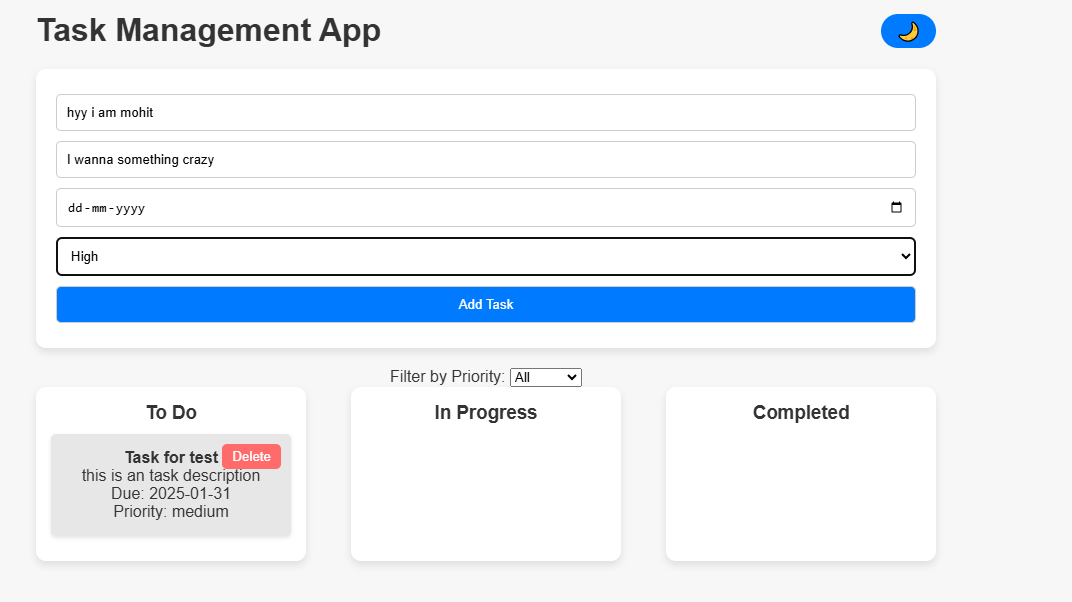 Task Management App
hyy i am mohit
I wanna something crazy
dd-mm-yyyy
High
Add Task
Filter by Priority: All
To Do
Task for test Delete
this is an task description
Due: 2025-01-31
Priority: medium
In Progress
Completed